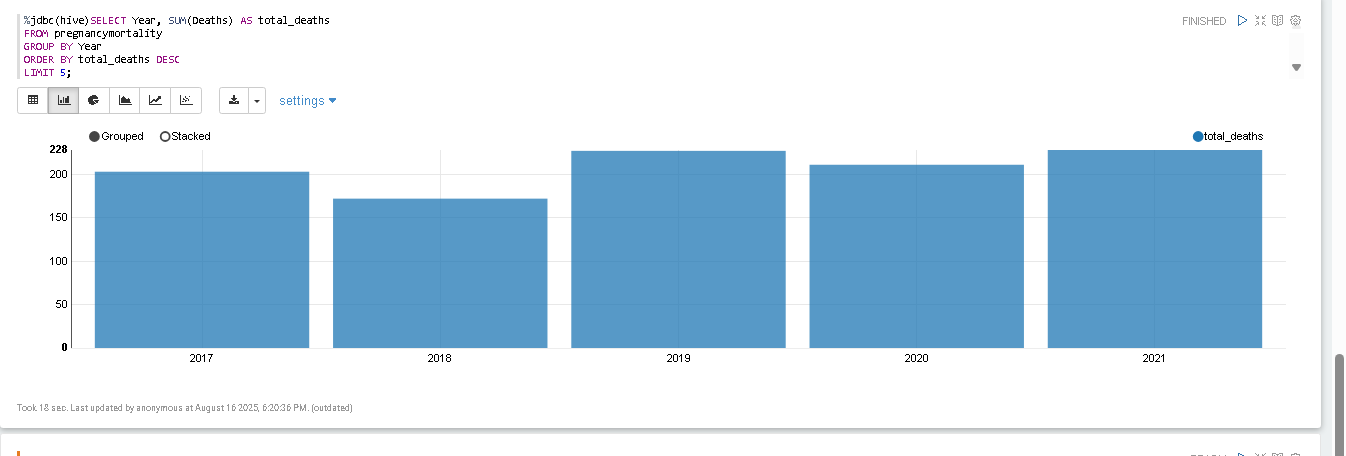 %jdbc(hive)SELECT Year, SUM(Deaths) AS total_deaths
FROM pregnancymortality
GROUP BY Year
ORDER BY total_deaths DESC
LIMIT 5;
FINISHED
settings
Grouped Stacked
total_deaths
228
200
150
100
50
0
2017 2018 2019 2020 2021
Took 18 sec. Last updated by anonymous at August 16 2025, 6:20:36 PM. (outdated)